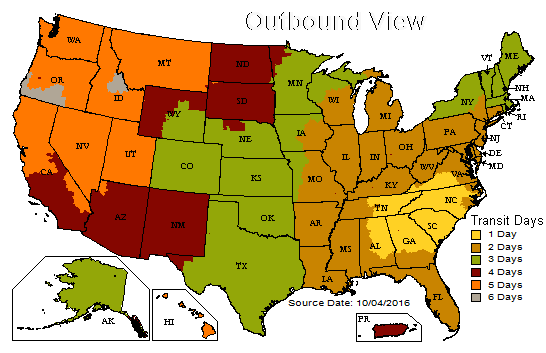 Outbound View
WA
MT
ND
OR
ID
WY
SD
MN
WI
MI
NY
VT
ME
NH
MA
RI
CT
NJ
DE
MD
PA
OH
IN
IL
IA
NE
NV
UT
CO
KS
MO
KY
WV
VA
CA
AZ
NM
OK
AR
TN
NC
SC
TX
LA
MS
AL
GA
FL
AK
HI
PR
Transit Days
1 Day
2 Days
3 Days
4 Days
5 Days
6 Days
Source Date: 10/04/2016